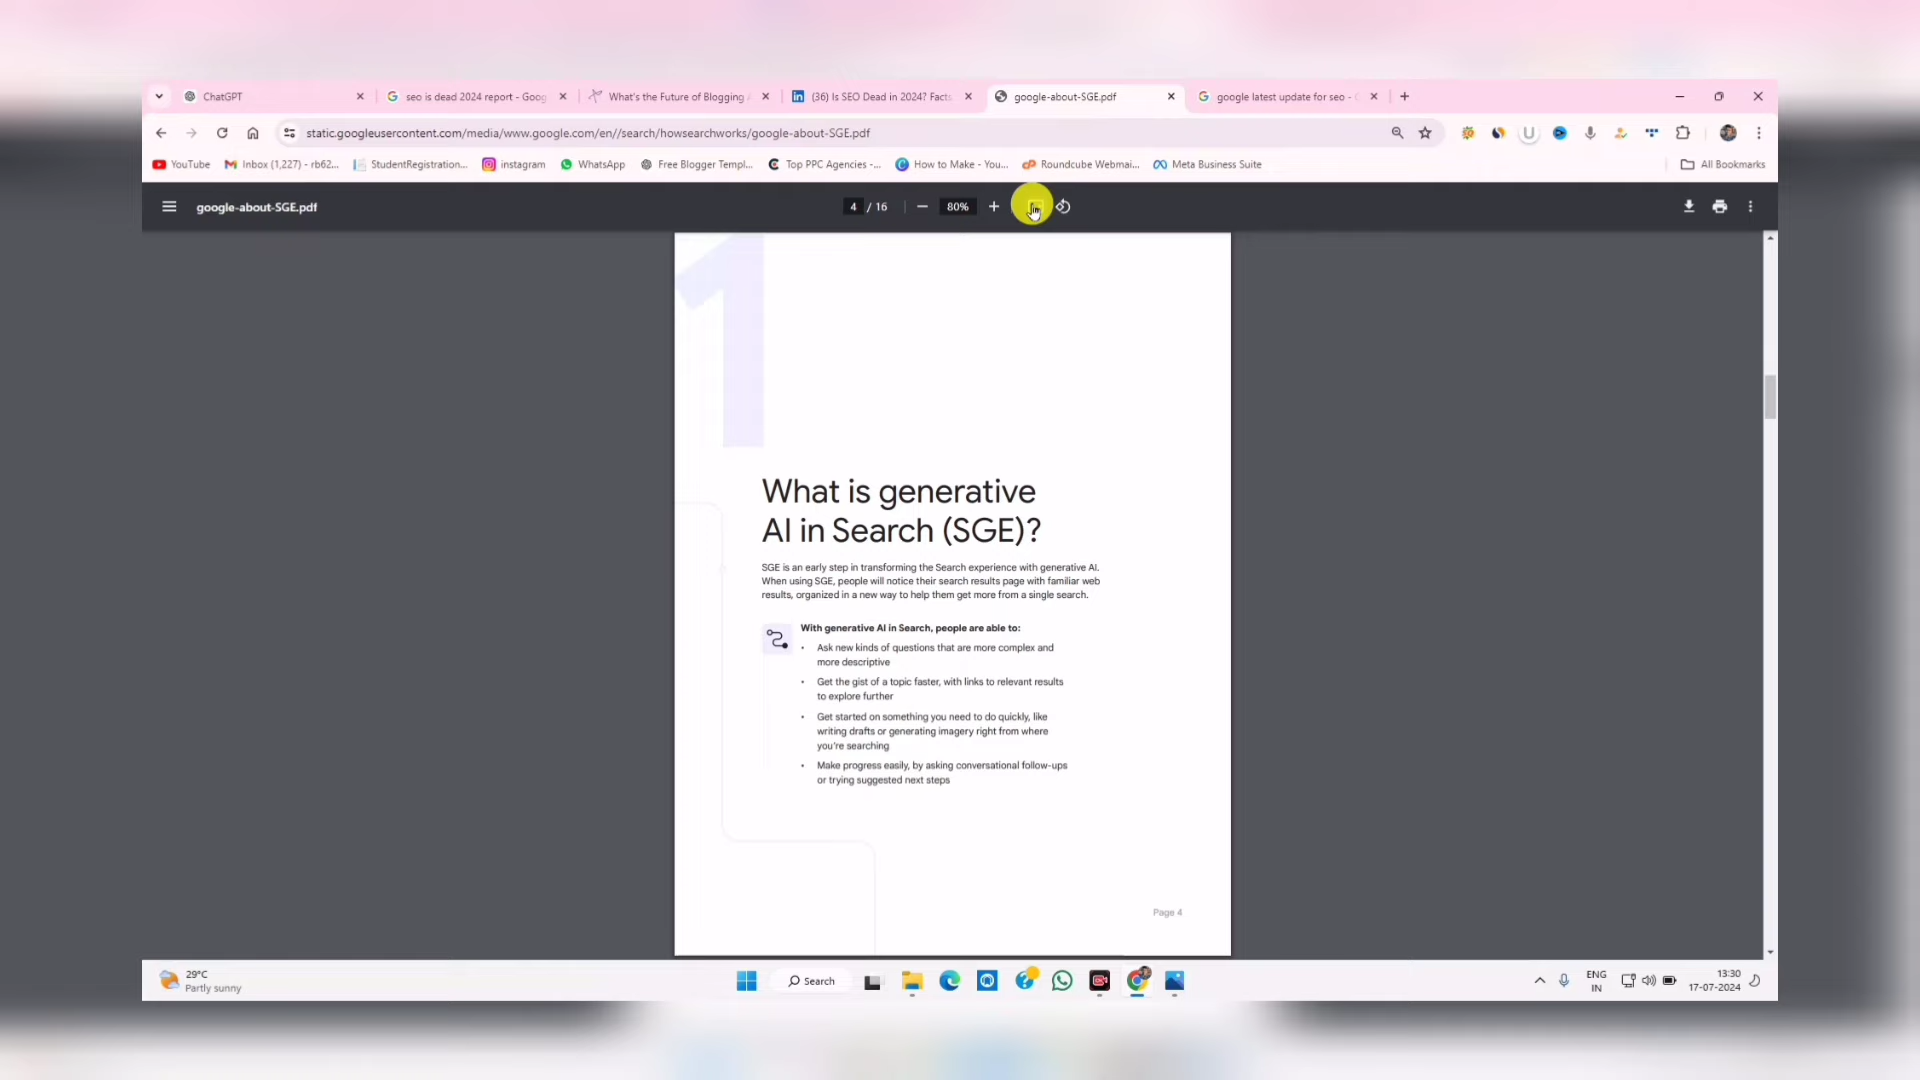 ChatGPT
seo is dead 2024 report - Goog
What's the Future of Blogging
(36) Is SEO Dead in 2024? Facts
google-about-SGE.pdf
google latest update for seo -
static.googleusercontent.com/media/www.google.com/en//search/howsearchworks/google-about-SGE.pdf
YouTube
Inbox (1,227) - rb62...
StudentRegistration...
instagram
WhatsApp
Free Blogger Templ...
Top PPC Agencies -...
How to Make - You...
Roundcube Webmai...
Meta Business Suite
All Bookmarks
google-about-SGE.pdf
4 / 16
80%
1
What is generative
AI in Search (SGE)?
SGE is an early step in transforming the Search experience with generative AI.
When using SGE, people will notice their search results page with familiar web
results, organized in a new way to help them get more from a single search.
With generative AI in Search, people are able to:
• Ask new kinds of questions that are more complex and
more descriptive
• Get the gist of a topic faster, with links to relevant results
to explore further
• Get started on something you need to do quickly, like
writing drafts or generating imagery right from where
you're searching
• Make progress easily, by asking conversational follow-ups
or trying suggested next steps
Page 4
29°C
Partly sunny
Search
ENG
IN
13:30
17-07-2024